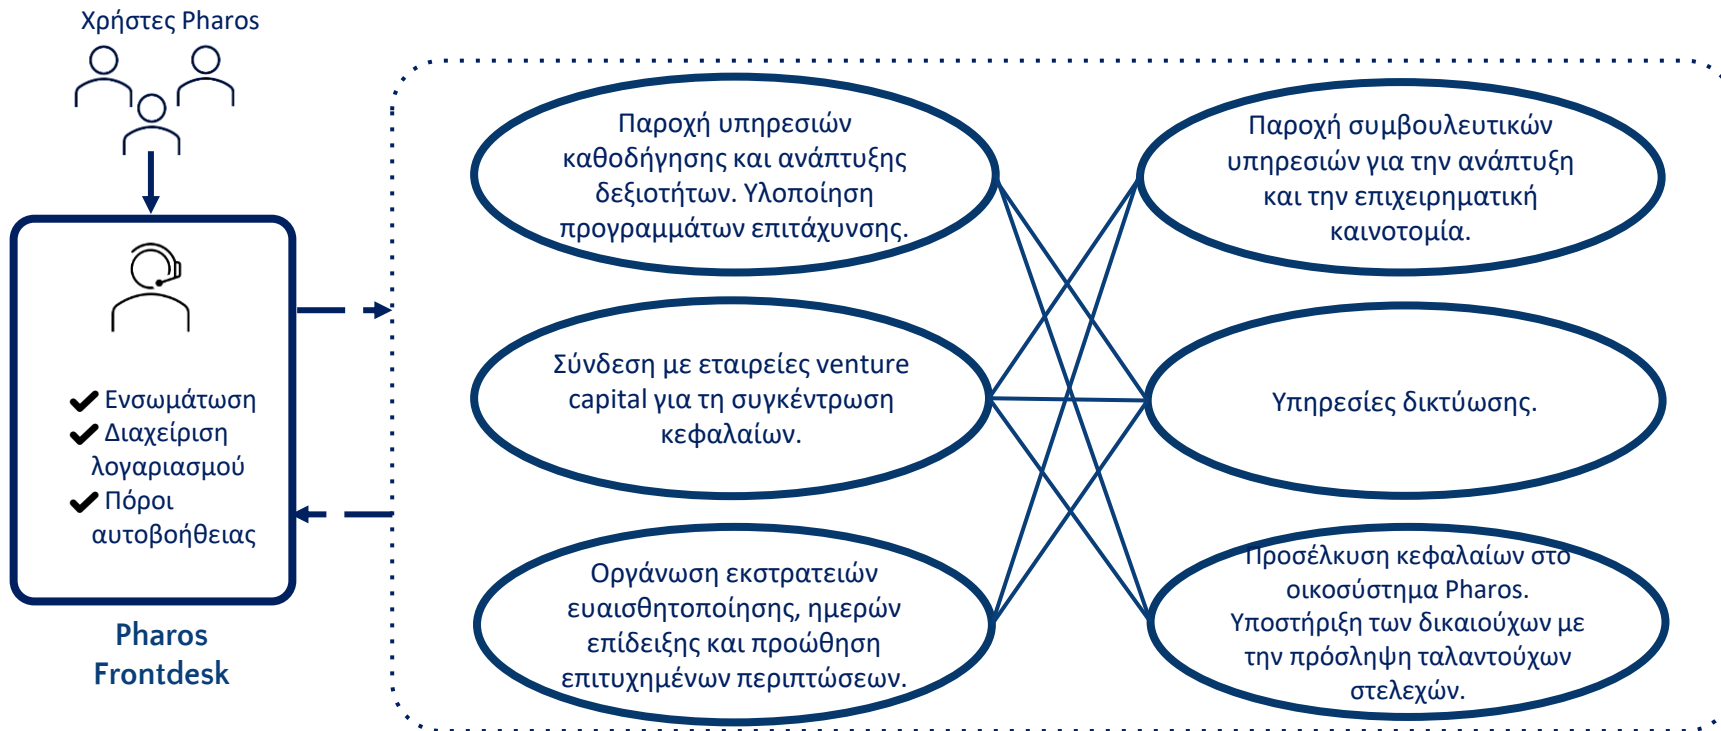 Χρήστες Pharos
Ενσωμάτωση
Διαχείριση
λογαριασμού
Πόροι
αυτοβοήθειας
Pharos
Frontdesk
Παροχή υπηρεσιών
καθοδήγησης και ανάπτυξης
δεξιοτήτων. Υλοποίηση
προγραμμάτων επιτάχυνσης.
Παροχή συμβουλευτικών
υπηρεσιών για την ανάπτυξη
και την επιχειρηματική
καινοτομία.
Σύνδεση με εταιρείες venture
capital για τη συγκέντρωση
κεφαλαίων.
Υπηρεσίες δικτύωσης.
Οργάνωση εκστρατειών
ευαισθητοποίησης, ημερών
επίδειξης και προώθηση
επιτυχημένων περιπτώσεων.
Προσέλκυση κεφαλαίων στο
οικοσύστημα Pharos.
Υποστήριξη των δικαιούχων με
την πρόσληψη ταλαντούχων
στελεχών.